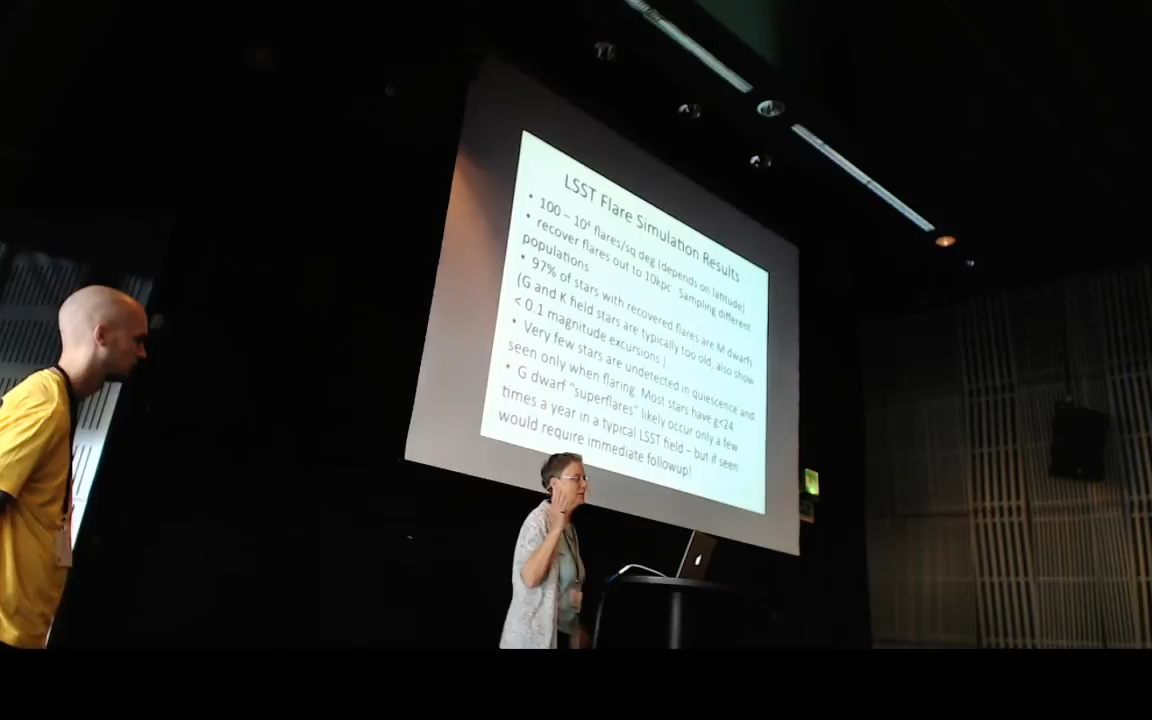 LSST Flare Simulation Results
• 100 – 10⁴ flares/sq deg (depends on latitude)
• recover flares out to 10kpc Sampling different
populations
• 97% of stars with recovered flares are M dwarfs
(G and K field stars are typically too old, also show
< 0.1 magnitude excursions )
• Very few stars are undetected in quiescence and
seen only when flaring. Most stars have g<24
• G dwarf "superflares" likely occur only a few
times a year in a typical LSST field – but if seen
would require immediate followup!